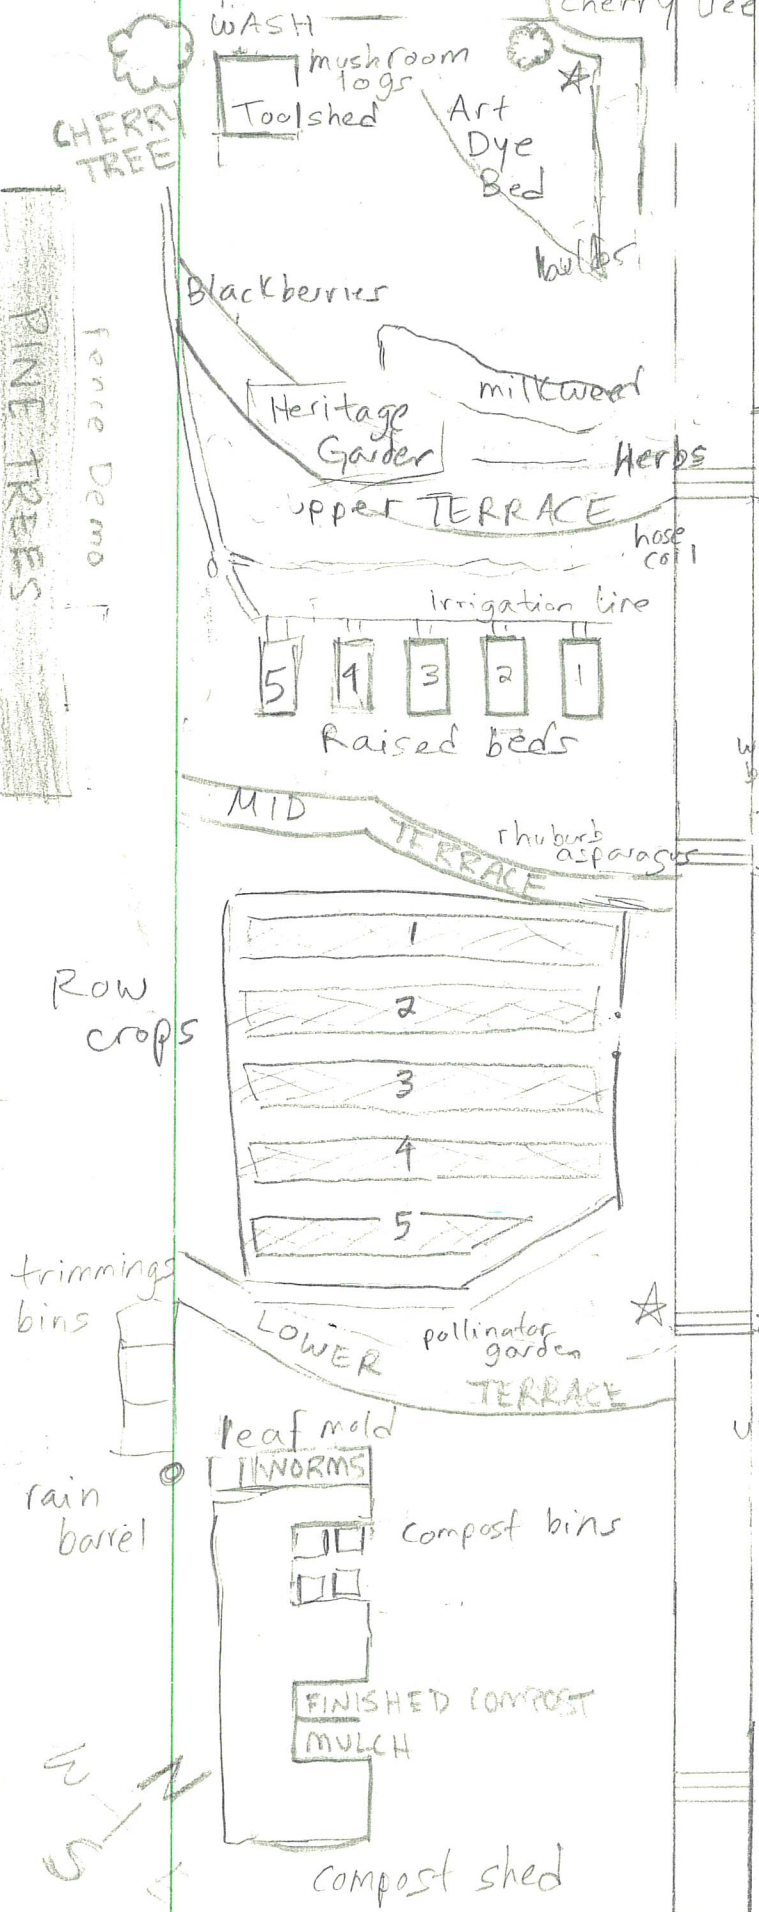 Cherry
WASH
mushroom
logs
Toolshed
CHERRY
TREE
Art
Dye
Bed
bulbs
Blackberries
PINE TREES
fence Demo
milkweed
Heritage
Garden
Herbs
upper TERRACE
hose
coil
irrigation line
5 4 3 2 1
Raised beds
MID
TERRACE
rhubarb
asparagus
Row
crops
1
2
3
4
5
trimmings
bins
LOWER
TERRACE
pollinator
garden
leaf mold
WORMS
rain
barrel
compost bins
FINISHED COMPOST
MULCH
N
W
S
compost shed